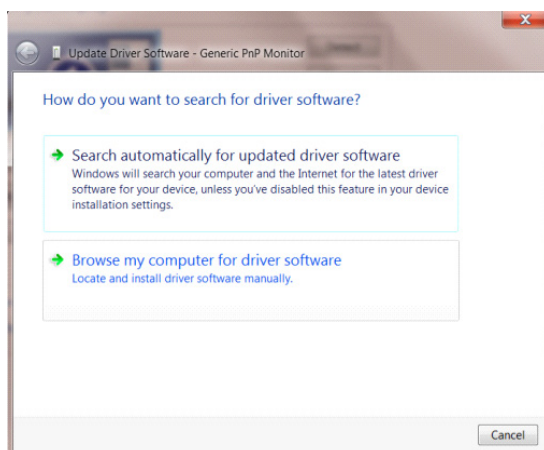 Update Driver Software - Generic PnP Monitor
How do you want to search for driver software?
Search automatically for updated driver software
Windows will search your computer and the Internet for the latest driver
software for your device, unless you've disabled this feature in your device
installation settings.
Browse my computer for driver software
Locate and install driver software manually.
Cancel